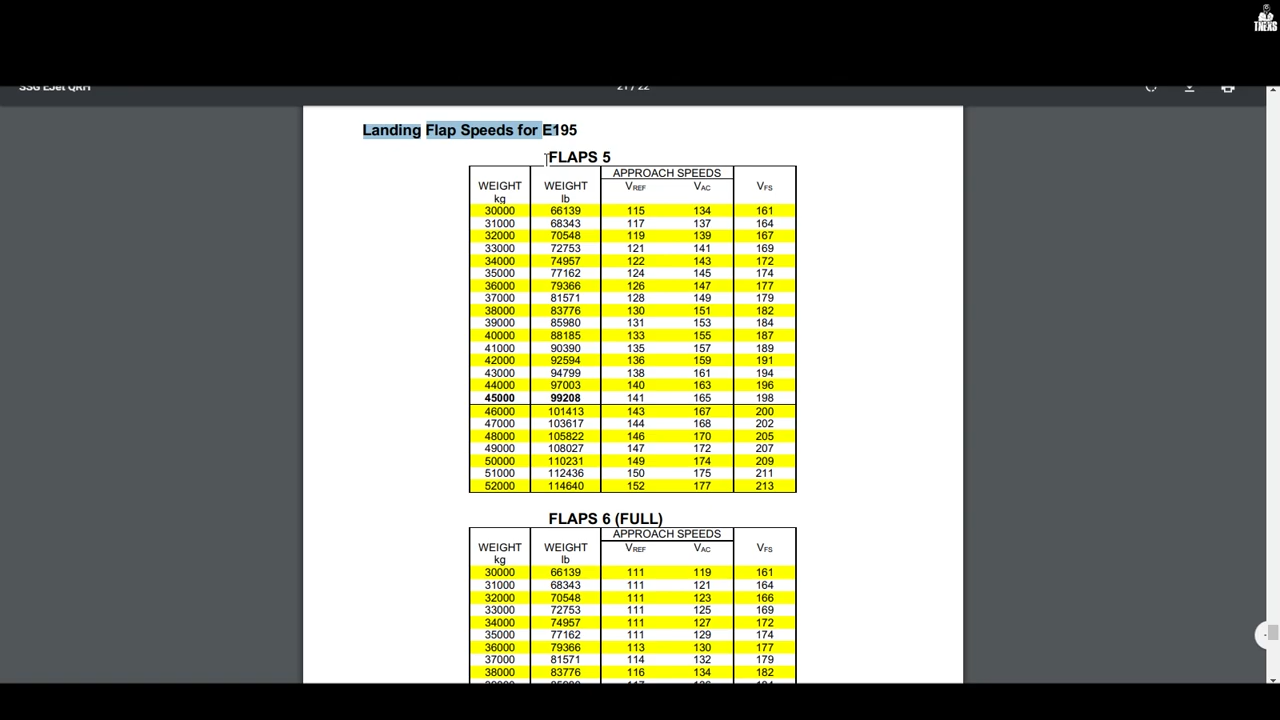 TNEKS
SSG EJet QRH
21 / 22
Landing Flap Speeds for E195
FLAPS 5
APPROACH SPEEDS
WEIGHT WEIGHT VREF VAC VFS
kg lb
30000 66139 115 134 161
31000 68343 117 137 164
32000 70548 119 139 167
33000 72753 121 141 169
34000 74957 122 143 172
35000 77162 124 145 174
36000 79366 126 147 177
37000 81571 128 149 179
38000 83776 130 151 182
39000 85980 131 153 184
40000 88185 133 155 187
41000 90390 135 157 189
42000 92594 136 159 191
43000 94799 138 161 194
44000 97003 140 163 196
45000 99208 141 165 198
46000 101413 143 167 200
47000 103617 144 168 202
48000 105822 146 170 205
49000 108027 147 172 207
50000 110231 149 174 209
51000 112436 150 175 211
52000 114640 152 177 213
FLAPS 6 (FULL)
APPROACH SPEEDS
WEIGHT WEIGHT VREF VAC VFS
kg lb
30000 66139 111 119 161
31000 68343 111 121 164
32000 70548 111 123 166
33000 72753 111 125 169
34000 74957 111 127 172
35000 77162 111 129 174
36000 79366 113 130 177
37000 81571 114 132 179
38000 83776 116 134 182